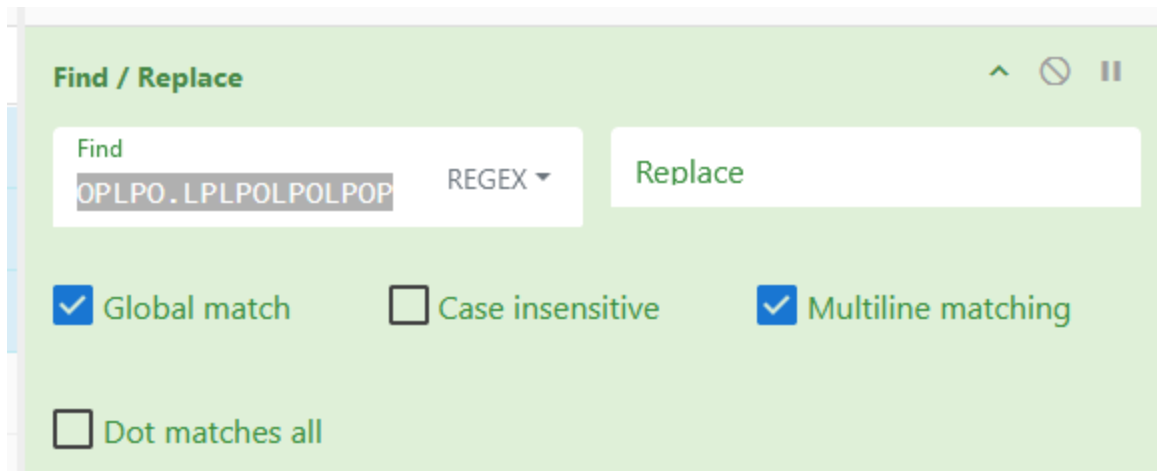 Find / Replace
Find
OPLPO.LPLPOLPOLPOP
REGEX
Replace
Global match
Case insensitive
Multiline matching
Dot matches all